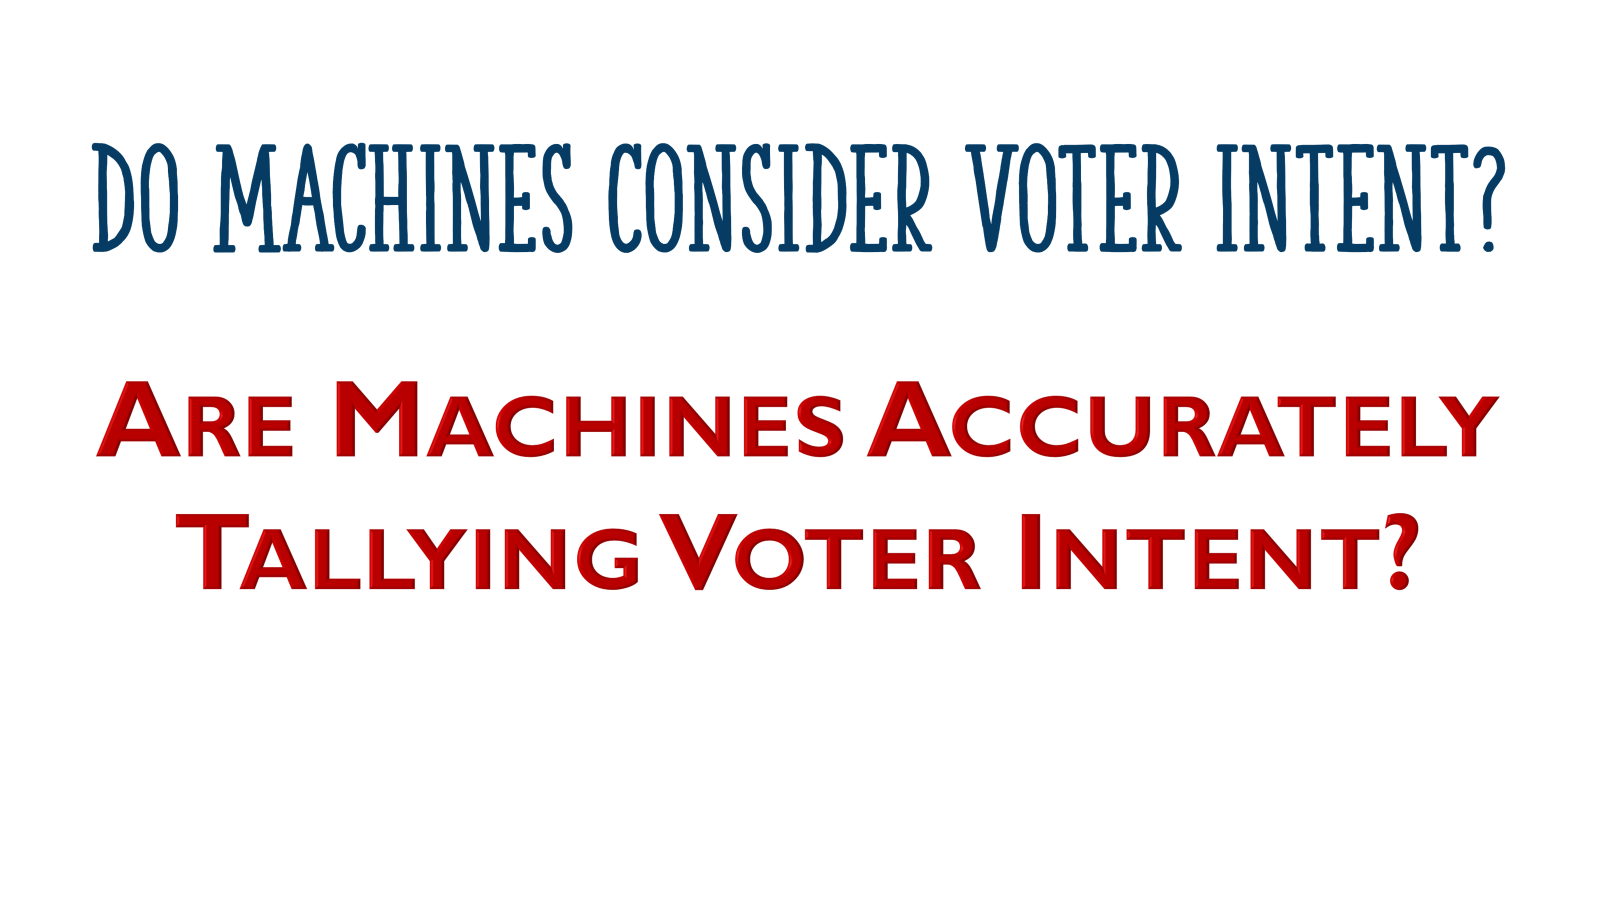 DO MACHINES CONSIDER VOTER INTENT?
ARE MACHINES ACCURATELY
TALLYING VOTER INTENT?